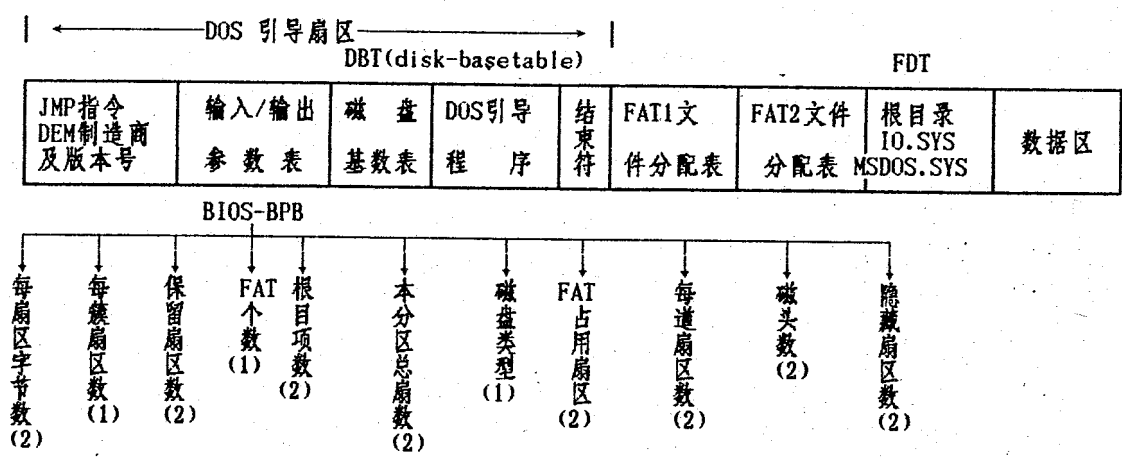 DOS 引导扇区
DBT(disk-basetable)
FDT
JMP指令
DEM制造商
及版本号
输入/输出
参数表
磁盘
基数表
DOS引导
程序
结束符
FAT1文
件分配表
FAT2文件
分配表
根目录
IO.SYS
MSDOS.SYS
数据区
BIOS-BPB
每扇区字节数(2)
每簇扇区数(1)
保留扇区数(2)
FAT个数(1)
根目项数(2)
本分区总扇数(2)
磁盘类型(1)
FAT占用扇区(2)
每道扇区数(2)
磁头数(2)
隐藏扇区数(2)